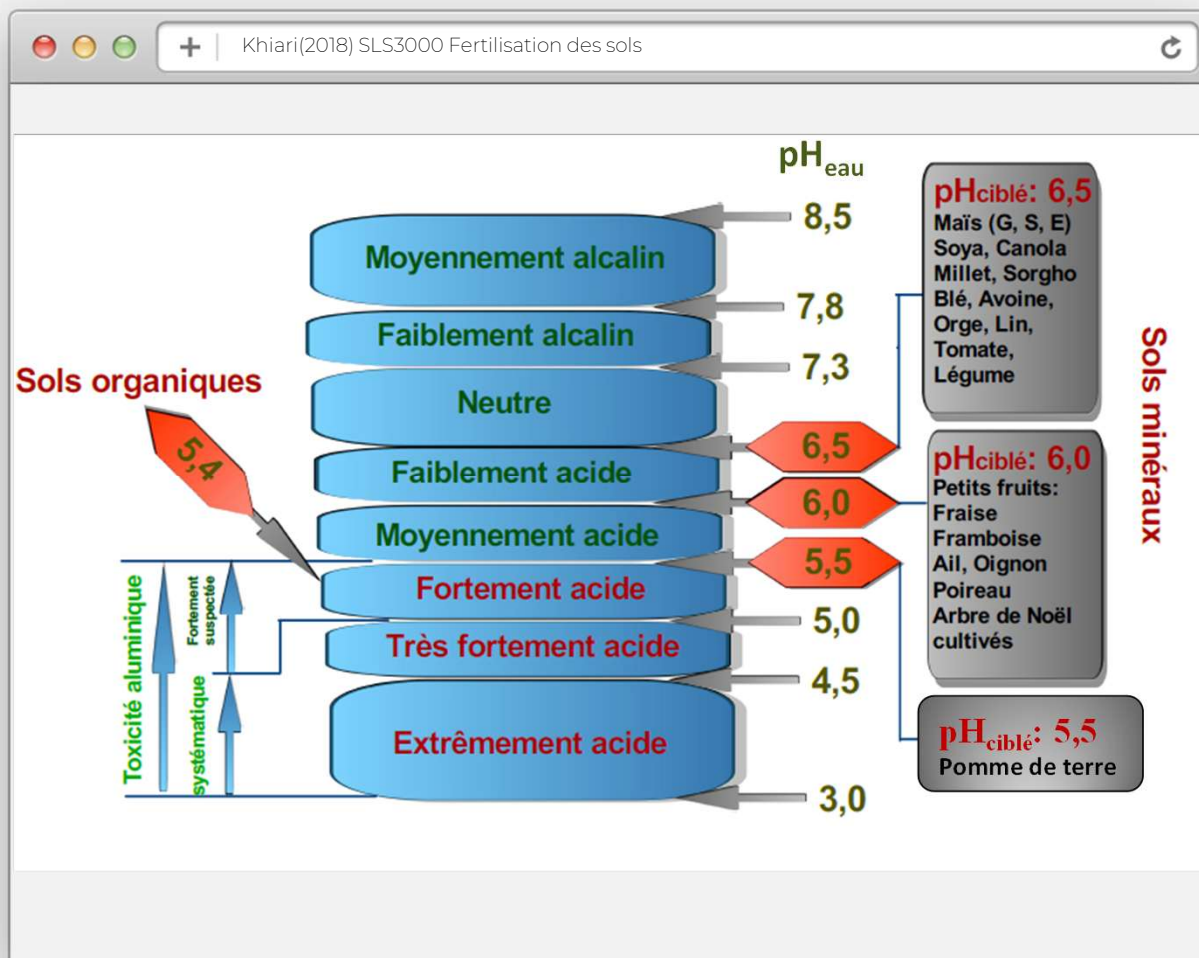 Khiari(2018) SLS3000 Fertilisation des sols
pHeau
8,5
Moyennement alcalin
7,8
Faiblement alcalin
7,3
Neutre
6,5
Faiblement acide
6,0
Moyennement acide
5,5
Fortement acide
5,0
Très fortement acide
4,5
Extrêmement acide
3,0
Sols organiques
5,4
Toxicité aluminique
Fortement
suspectée
systématique
pHciblé: 6,5
Maïs (G, S, E)
Soya, Canola
Millet, Sorgho
Blé, Avoine,
Orge, Lin,
Tomate,
Légume
pHciblé: 6,0
Petits fruits:
Fraise
Framboise
Ail, Oignon
Poireau
Arbre de Noël
cultivés
pHciblé: 5,5
Pomme de terre
Sols minéraux